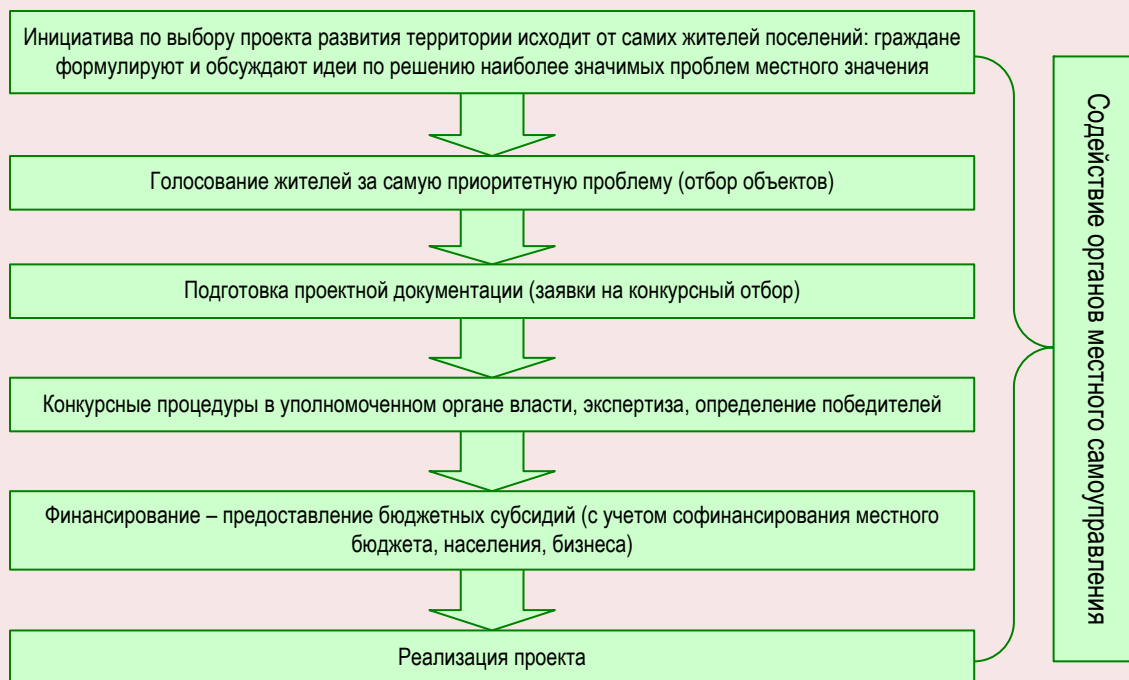 Инициатива по выбору проекта развития территории исходит от самих жителей поселений: граждане
формулируют и обсуждают идеи по решению наиболее значимых проблем местного значения
Голосование жителей за самую приоритетную проблему (отбор объектов)
Подготовка проектной документации (заявки на конкурсный отбор)
Конкурсные процедуры в уполномоченном органе власти, экспертиза, определение победителей
Финансирование – предоставление бюджетных субсидий (с учетом софинансирования местного
бюджета, населения, бизнеса)
Реализация проекта
Содействие органов местного самоуправления